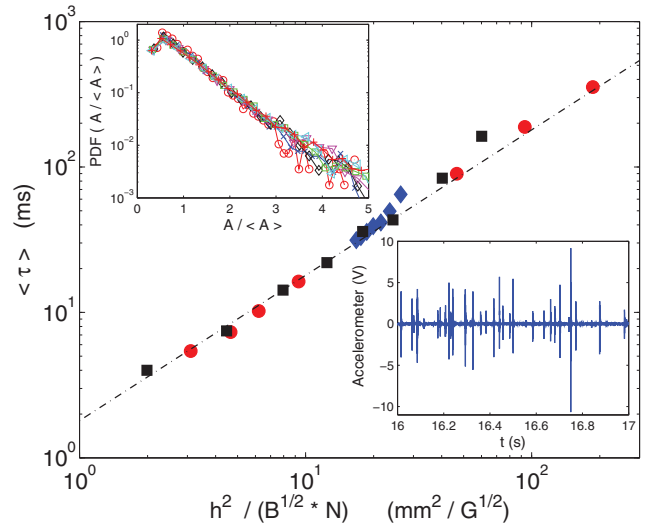 10^3
10^2
10^1
10^0
< τ > (ms)
10^0
10^1
10^2
h^2 / (B^{1/2} * N) (mm^2 / G^{1/2})
10^0
10^{-1}
10^{-2}
10^{-3}
PDF ( A / < A > )
0 1 2 3 4 5
A / < A >
10
5
0
−5
−10
Accelerometer (V)
16 16.2 16.4 16.6 16.8 17
t (s)